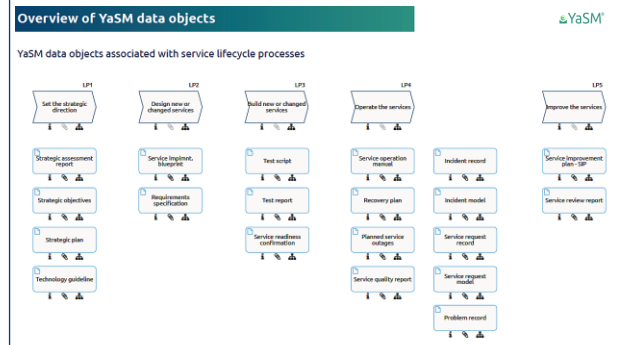 Overview of YaSM data objects
YaSM®
YaSM data objects associated with service lifecycle processes
LP1
LP2
LP3
LP4
LP5
Set the strategic
direction
Design new or
changed services
Build new or changed
services
Operate the services
Improve the services
Strategic assessment
report
Service implmnt.
blueprint
Test script
Service operation
manual
Incident record
Service improvement
plan - SIP
Strategic objectives
Requirements
specification
Test report
Recovery plan
Incident model
Service review report
Strategic plan
Service readiness
confirmation
Planned service
outages
Service request
record
Technology guideline
Service quality report
Service request
model
Problem record